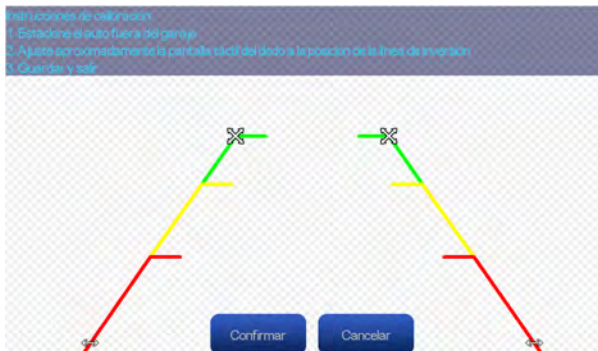 Instrucciones de calibración:
1. Estacione el auto fuera del garaje
2. Ajuste aproximadamente la pantalla táctil del dedo a la posición de la línea de inversión
3. Guardar y salir
Confirmar
Cancelar